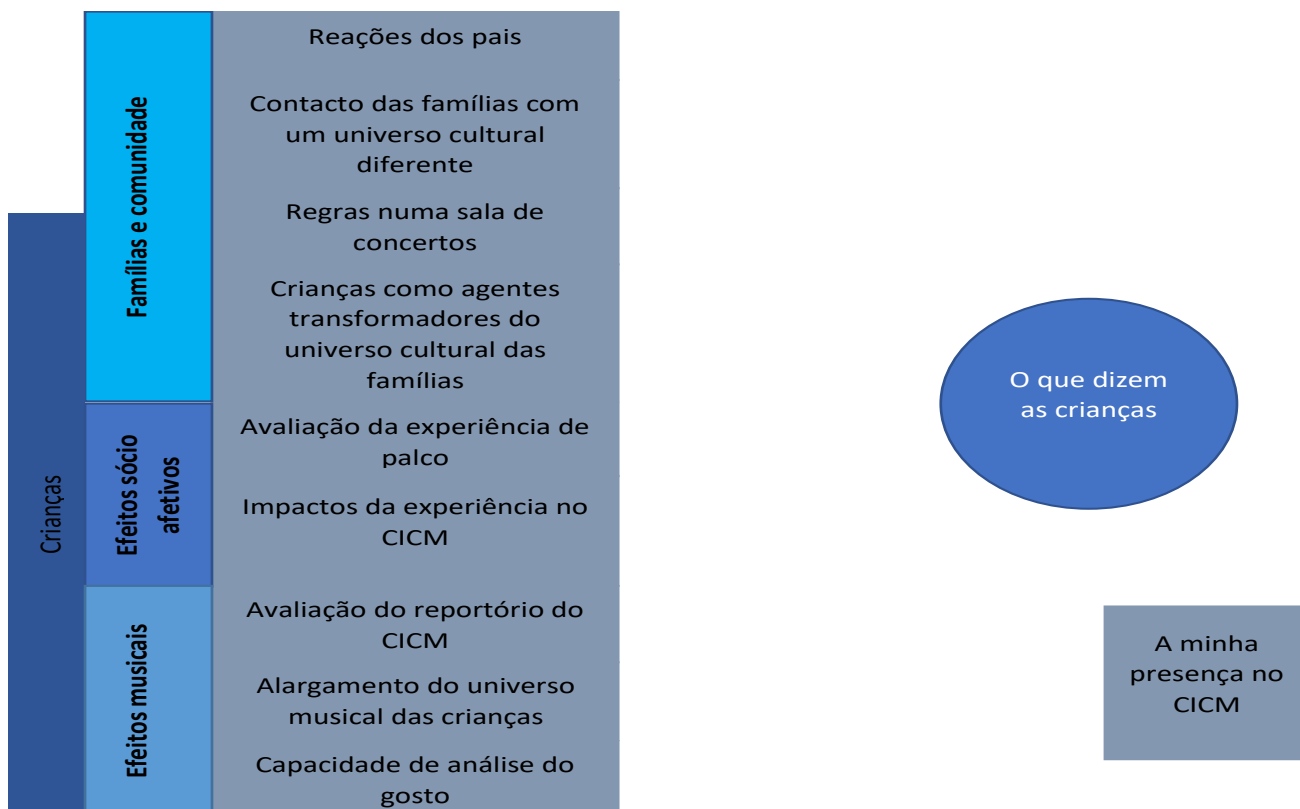 Crianças
Famílias e comunidade
Reações dos pais
Contacto das famílias com
um universo cultural
diferente
Regras numa sala de
concertos
Crianças como agentes
transformadores do
universo cultural das
famílias
Efeitos sócio
afetivos
Avaliação da experiência de
palco
Impactos da experiência no
CICM
Efeitos musicais
Avaliação do reportório do
CICM
Alargamento do universo
musical das crianças
Capacidade de análise do
gosto
O que dizem
as crianças
A minha
presença no
CICM